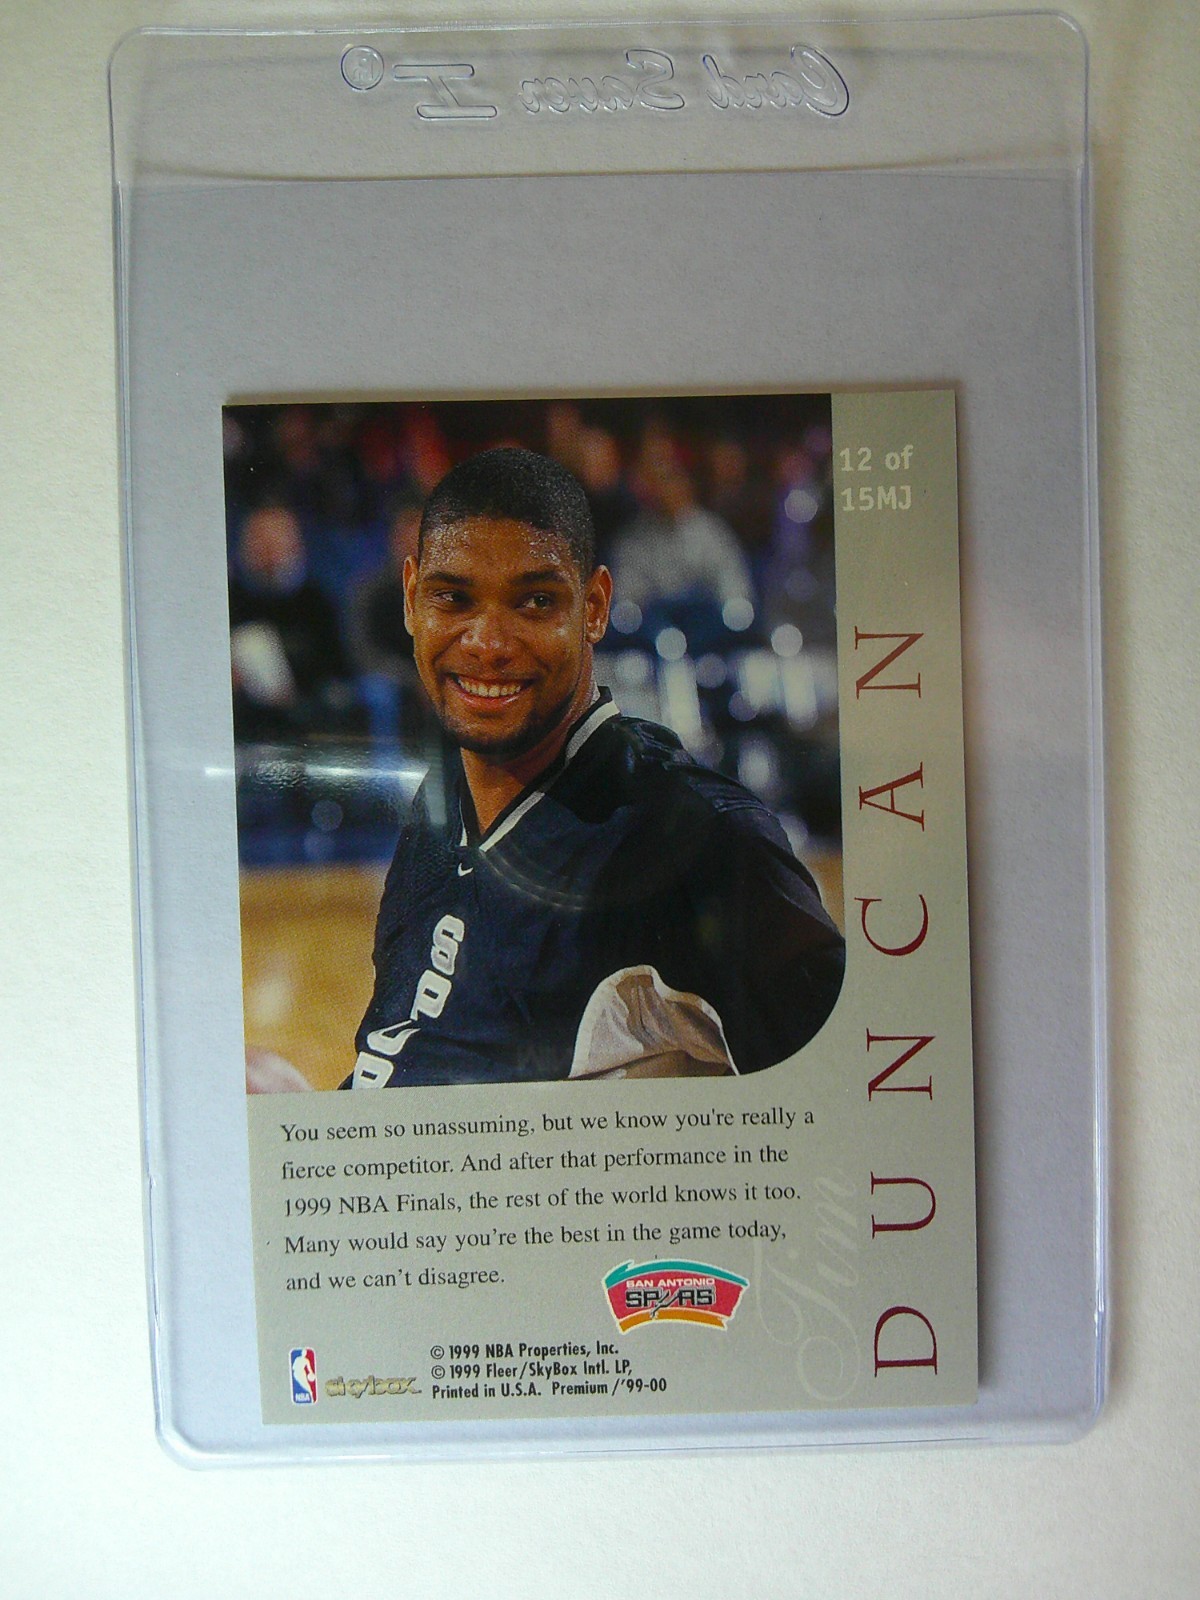 Card Saver I®
12 of
15MJ
DUNCAN
SPURS
You seem so unassuming, but we know you're really a
fierce competitor. And after that performance in the
1999 NBA Finals, the rest of the world knows it too.
Many would say you're the best in the game today,
and we can't disagree.
Tim
SAN ANTONIO
SPURS
© 1999 NBA Properties, Inc.
© 1999 Fleer/SkyBox Intl. LP,
Printed in U.S.A. Premium /'99-00
NBA
skybox